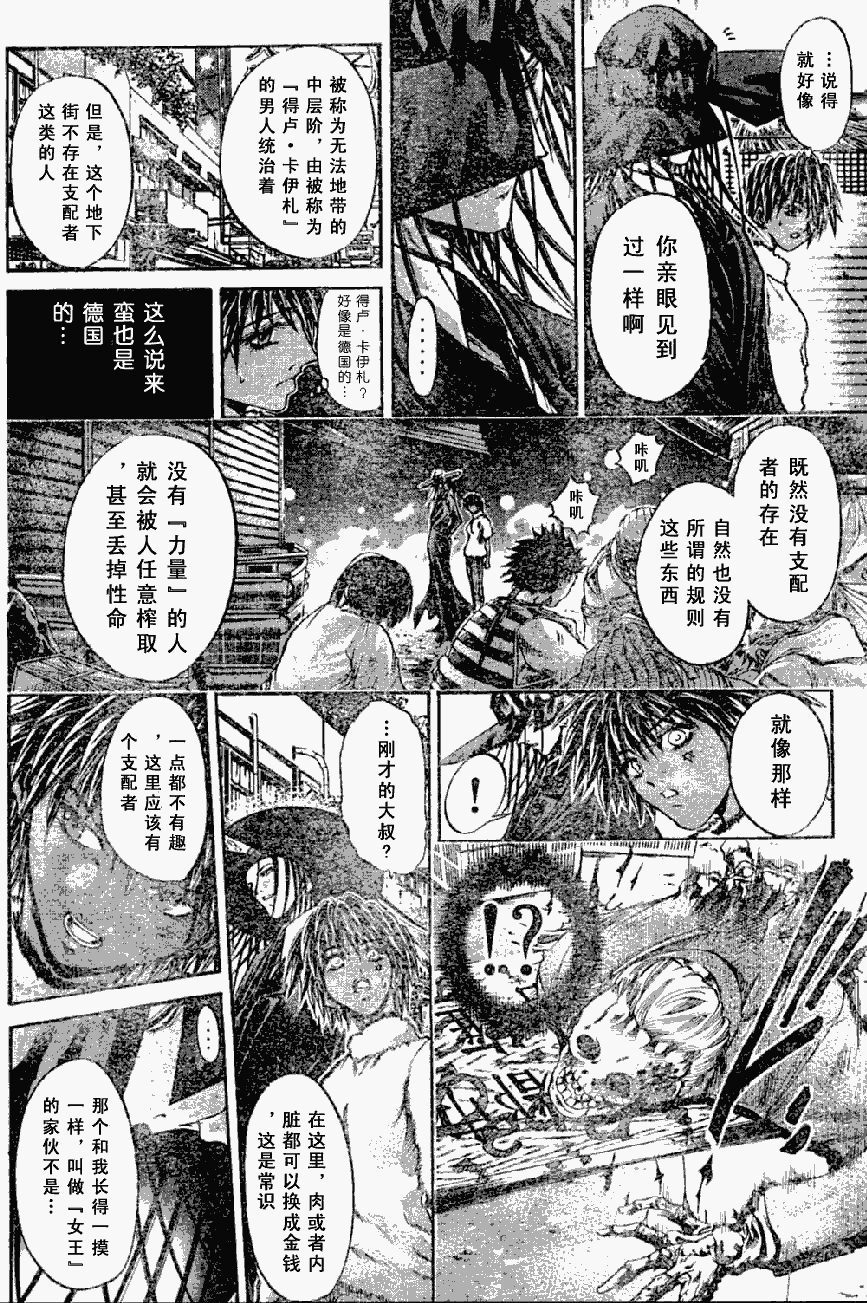 …说得
就好像
你亲眼见到
过一样啊
……
被称为无法地带的
中层阶，由被称为
『得卢·卡伊札』
的男人统治着
但是，这个地下
街不存在支配者
这类的人
得卢·卡伊札？
好像是德国的…
这么说来
蛮也是
德国
的…
既然没有支配
者的存在
自然也没有
所谓的规则
这些东西
咔叽
咔叽
没有『力量』的人
就会被人任意榨取
，甚至丢掉性命
就像那样
！
！？
…刚才的大叔？
在这里，肉或者内
脏都可以换成金钱
，这是常识
一点都不有趣
，这里应该有
个支配者
…
那个和我长得一摸
一样，叫做『女王』
的家伙不是…